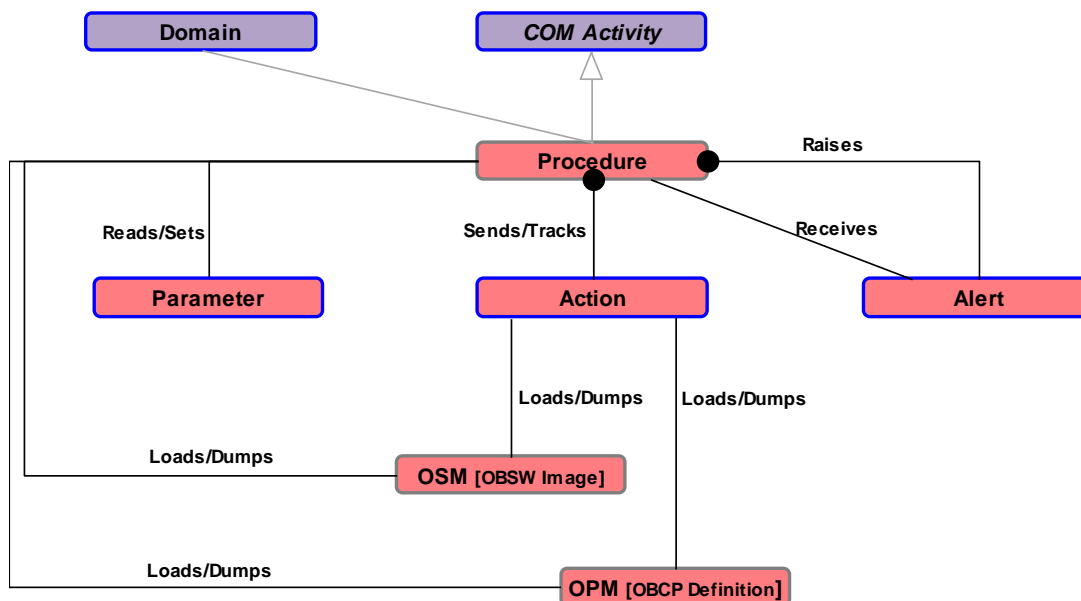 Domain
COM Activity
Raises
Procedure
Reads/Sets
Sends/Tracks
Receives
Parameter
Action
Alert
Loads/Dumps
Loads/Dumps
Loads/Dumps
OSM [OBSW Image]
Loads/Dumps
OPM [OBCP Definition]